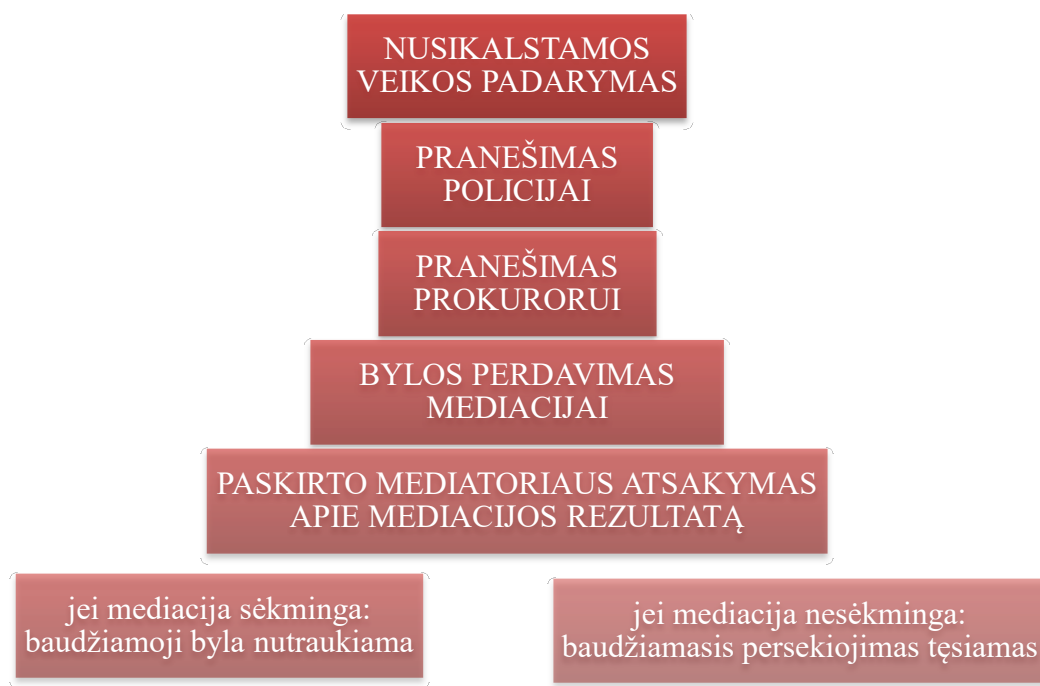 NUSIKALSTAMOS
VEIKOS PADARYMAS
PRANEŠIMAS
POLICIJAI
PRANEŠIMAS
PROKURORUI
BYLOS PERDAVIMAS
MEDIACIJAI
PASKIRTO MEDIATORIAUS ATSAKYMAS
APIE MEDIACIJOS REZULTATĄ
jei mediacija sėkminga:
baudžiamoji byla nutraukiama
jei mediacija nesėkminga:
baudžiamasis persekiojimas tęsiamas